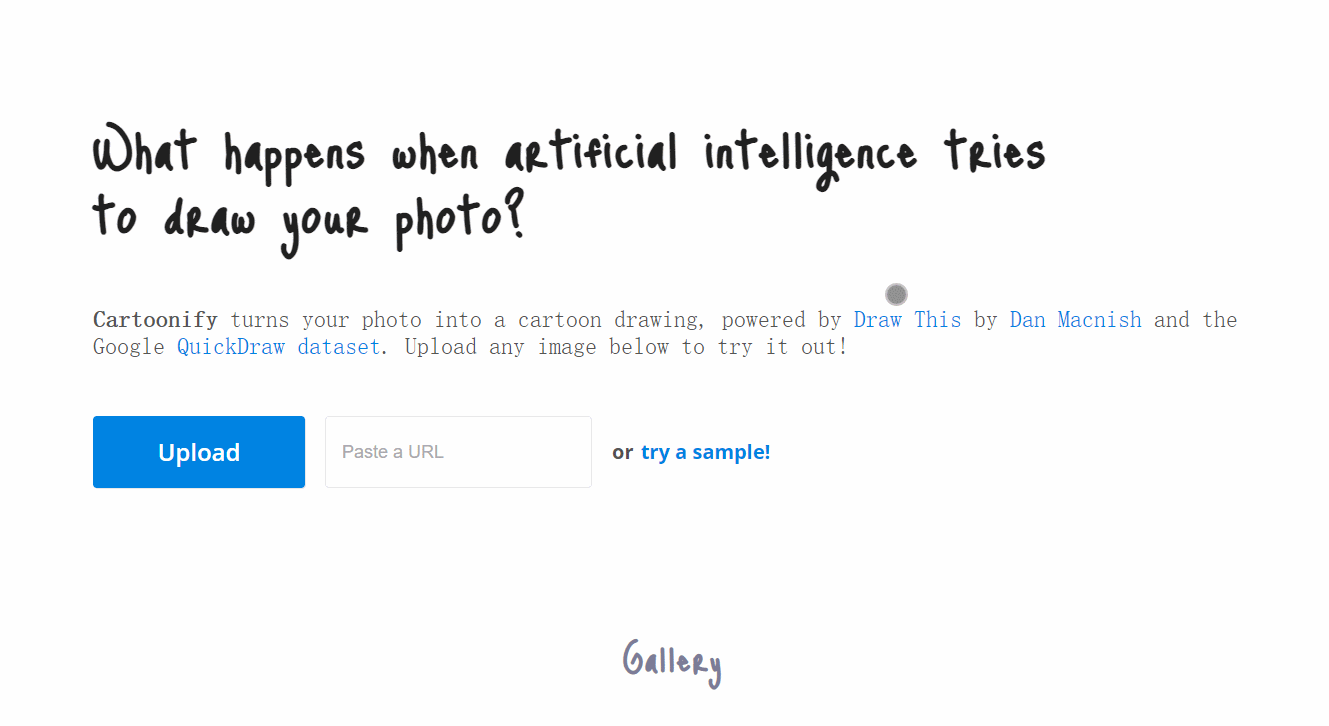 What happens when artificial intelligence tries
to draw your photo?
Cartoonify turns your photo into a cartoon drawing, powered by Draw This by Dan Macnish and the
Google QuickDraw dataset. Upload any image below to try it out!
Upload Paste a URL or try a sample!
Gallery